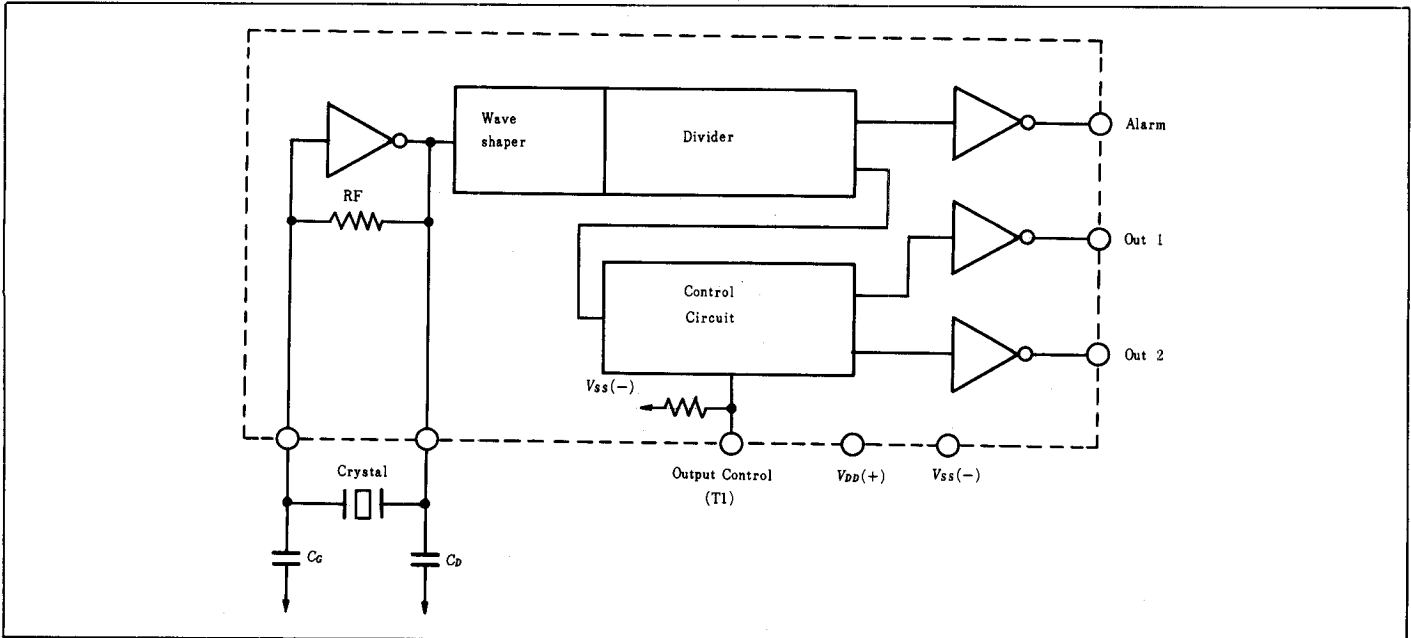 Wave
shaper
Divider
Alarm
RF
Out 1
Control
Circuit
Out 2
VSS(−)
Crystal
Output Control
(T1)
VDD(+)
VSS(−)
CG
CD